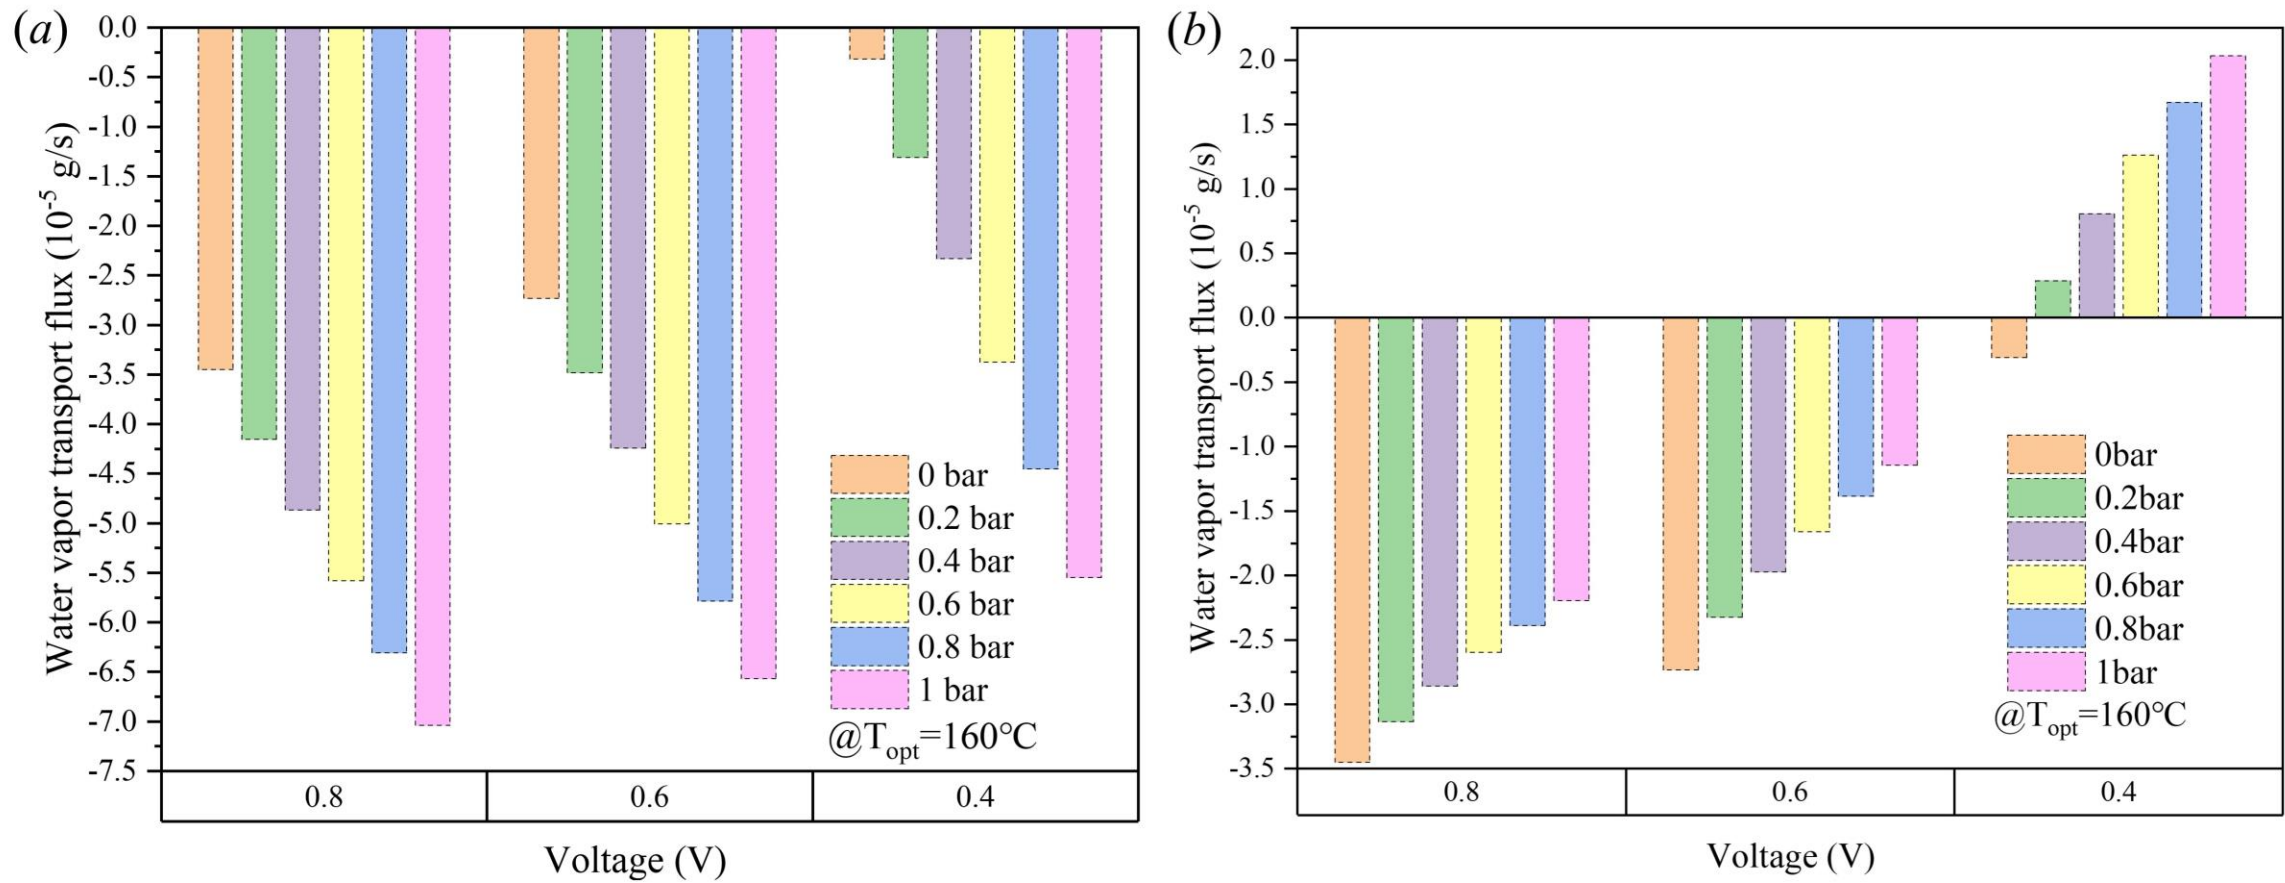 (a)
Water vapor transport flux (10⁻⁵ g/s)
0.0
-0.5
-1.0
-1.5
-2.0
-2.5
-3.0
-3.5
-4.0
-4.5
-5.0
-5.5
-6.0
-6.5
-7.0
-7.5
0 bar
0.2 bar
0.4 bar
0.6 bar
0.8 bar
1 bar
@Topt=160℃
0.8 0.6 0.4
Voltage (V)
(b)
Water vapor transport flux (10⁻⁵ g/s)
2.0
1.5
1.0
0.5
0.0
-0.5
-1.0
-1.5
-2.0
-2.5
-3.0
-3.5
0bar
0.2bar
0.4bar
0.6bar
0.8bar
1bar
@Topt=160℃
0.8 0.6 0.4
Voltage (V)